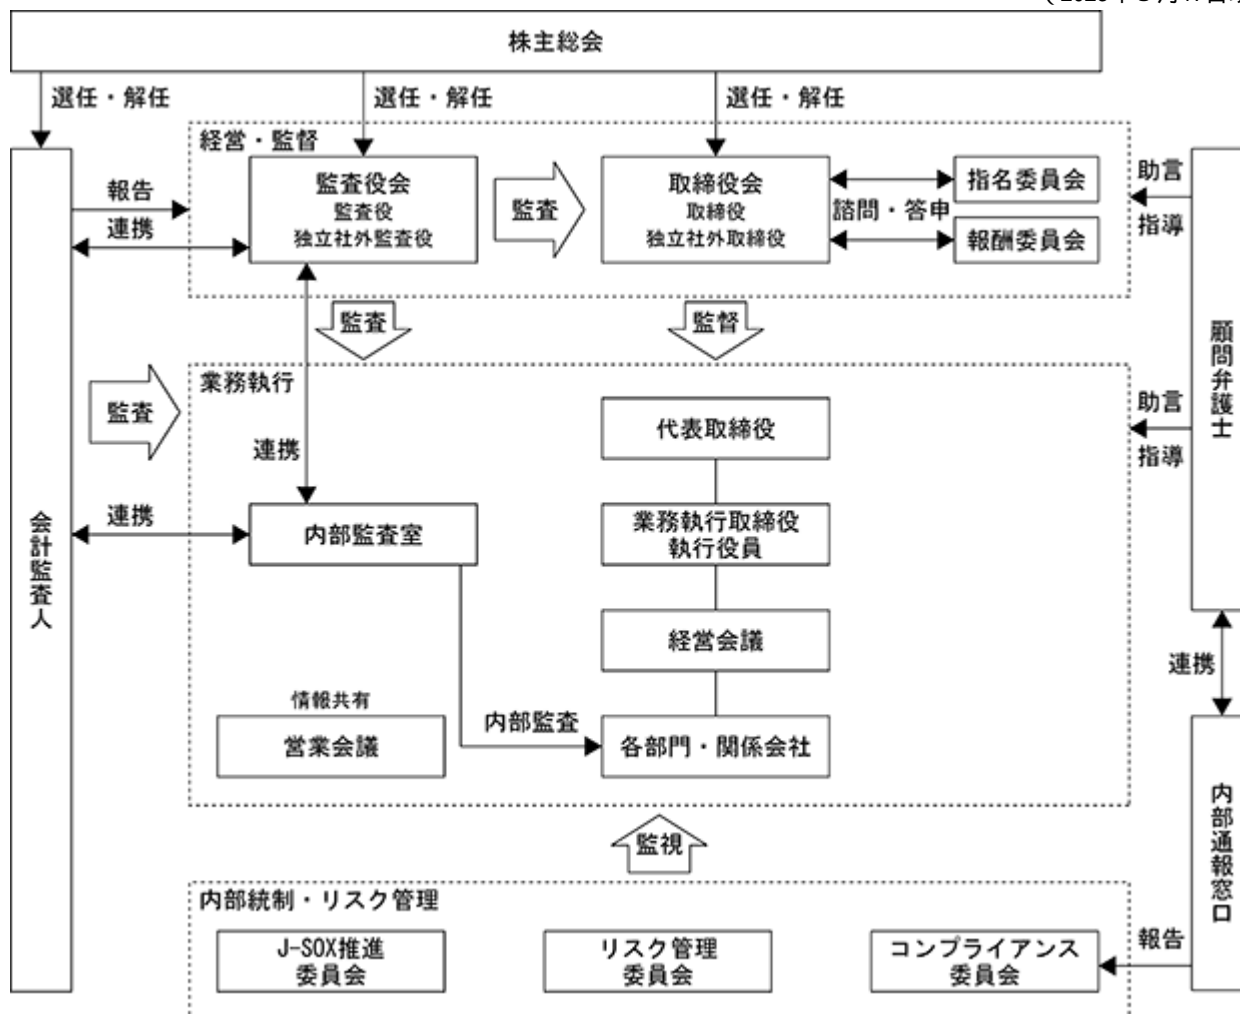 株主総会
選任・解任
選任・解任
選任・解任
経営・監督
監査役会
監査役
独立社外監査役
監査
取締役会
取締役
独立社外取締役
諮問・答申
指名委員会
報酬委員会
報告
連携
助言
指導
監査
監督
顧問弁護士
業務執行
監査
連携
代表取締役
助言
指導
連携
内部監査室
業務執行取締役
執行役員
会計監査人
経営会議
連携
情報共有
営業会議
内部監査
各部門・関係会社
内部通報窓口
監視
内部統制・リスク管理
J-SOX推進
委員会
リスク管理
委員会
コンプライアンス
委員会
報告